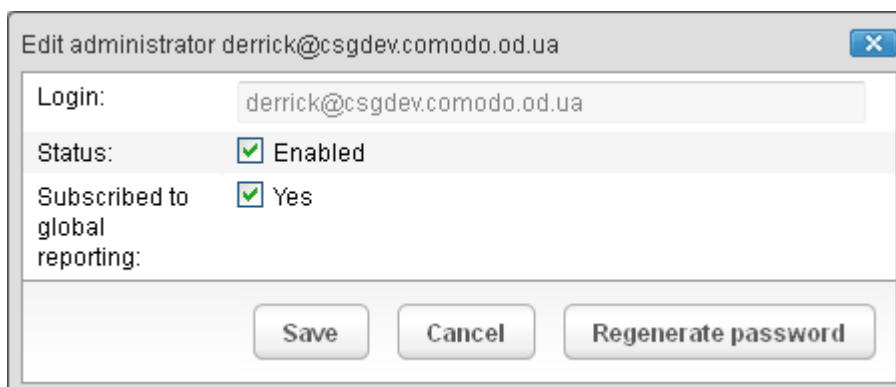 Edit administrator derrick@csgdev.comodo.od.ua
Login:
derrick@csgdev.comodo.od.ua
Status:
Enabled
Subscribed to
global
reporting:
Yes
Save
Cancel
Regenerate password